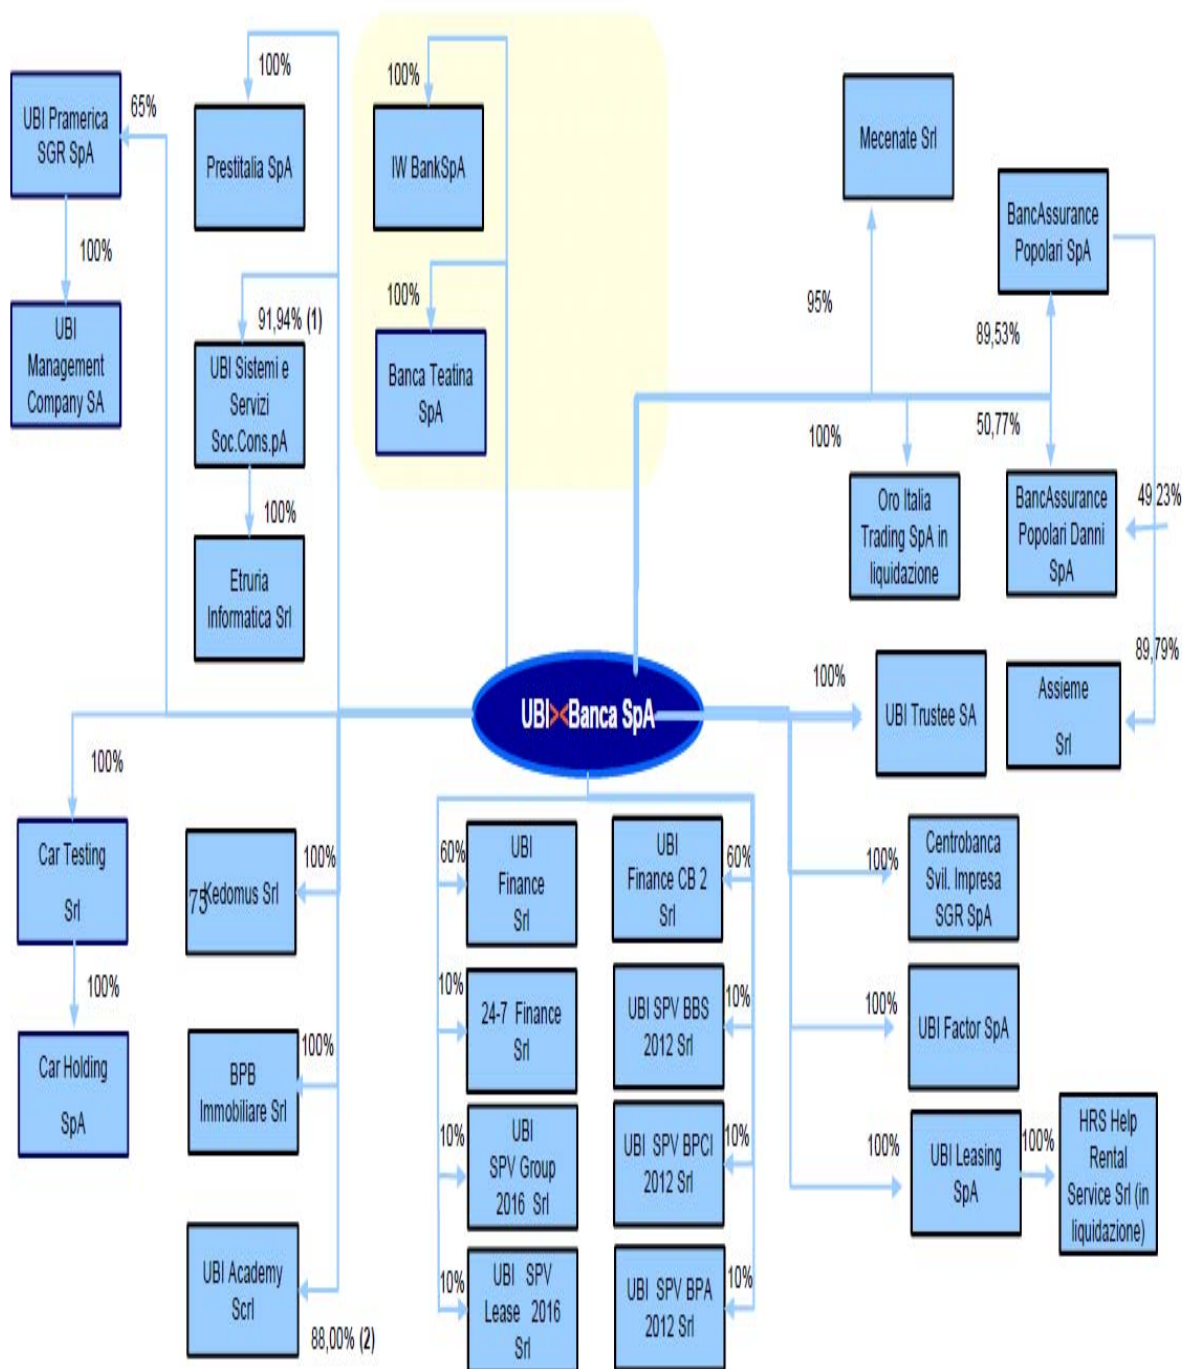 100%
100%
UBI Pramerica
SGR SpA
65%
Prestitalia SpA
IW BankSpA
Mecenate Srl
BancAssurance
Popolari SpA
100%
100%
95%
89,53%
91,94% (1)
UBI
Management
Company SA
UBI Sistemi e
Servizi
Soc.Cons.pA
Banca Teatina
SpA
100%
50,77%
100%
Oro Italia
Trading SpA in
liquidazione
BancAssurance
Popolari Danni
SpA
49,23%
Etruria
Informatica Srl
89,79%
100%
UBI Trustee SA
Assieme
Srl
UBI><Banca SpA
100%
Car Testing
Srl
100%
75
Kedomus Srl
60%
UBI
Finance
Srl
UBI
Finance CB 2
Srl
60%
100%
Centrobanca
Svil. Impresa
SGR SpA
100%
10%
24-7 Finance
Srl
UBI SPV BBS
2012 Srl
10%
100%
UBI Factor SpA
Car Holding
SpA
100%
BPB
Immobiliare Srl
10%
UBI
SPV Group
2016 Srl
UBI SPV BPCI
2012 Srl
10%
100%
UBI Leasing
SpA
100%
HRS Help
Rental
Service Srl (in
liquidazione)
UBI Academy
Scrl
88,00% (2)
10%
UBI SPV
Lease 2016
Srl
UBI SPV BPA
2012 Srl
10%